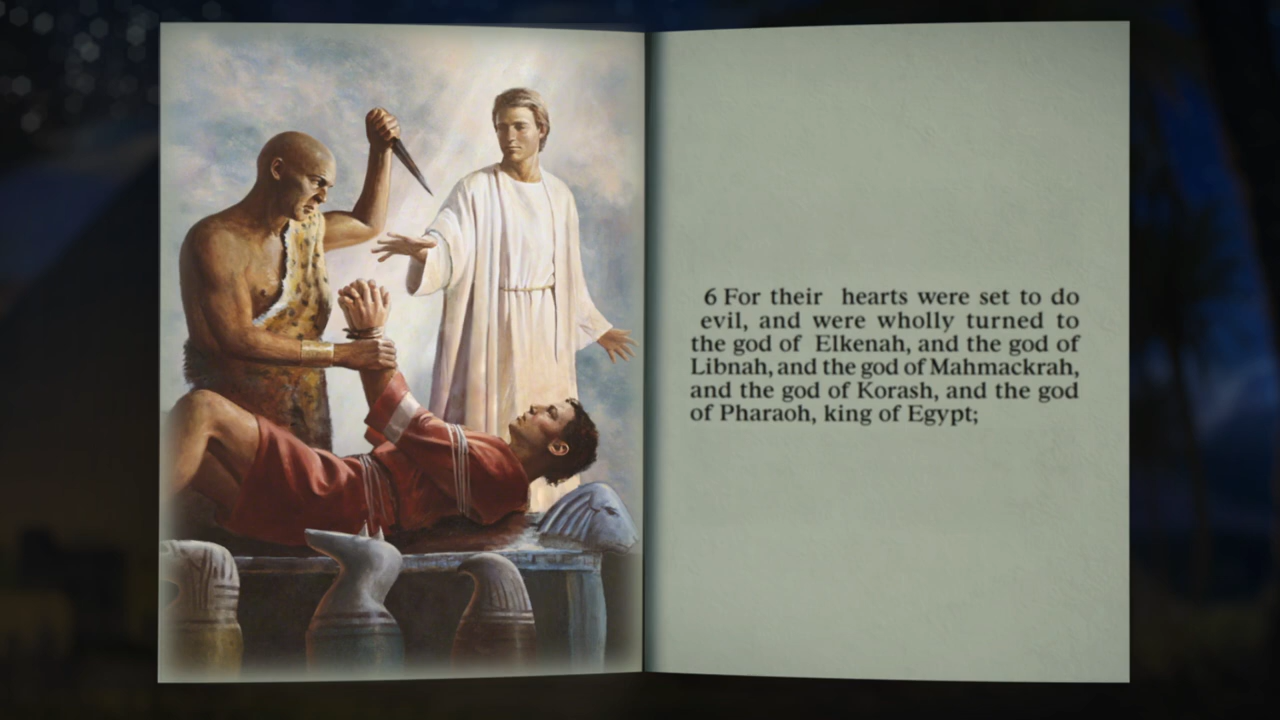 6 For their hearts were set to do
evil, and were wholly turned to
the god of Elkenah, and the god of
Libnah, and the god of Mahmackrah,
and the god of Korash, and the god
of Pharaoh, king of Egypt;